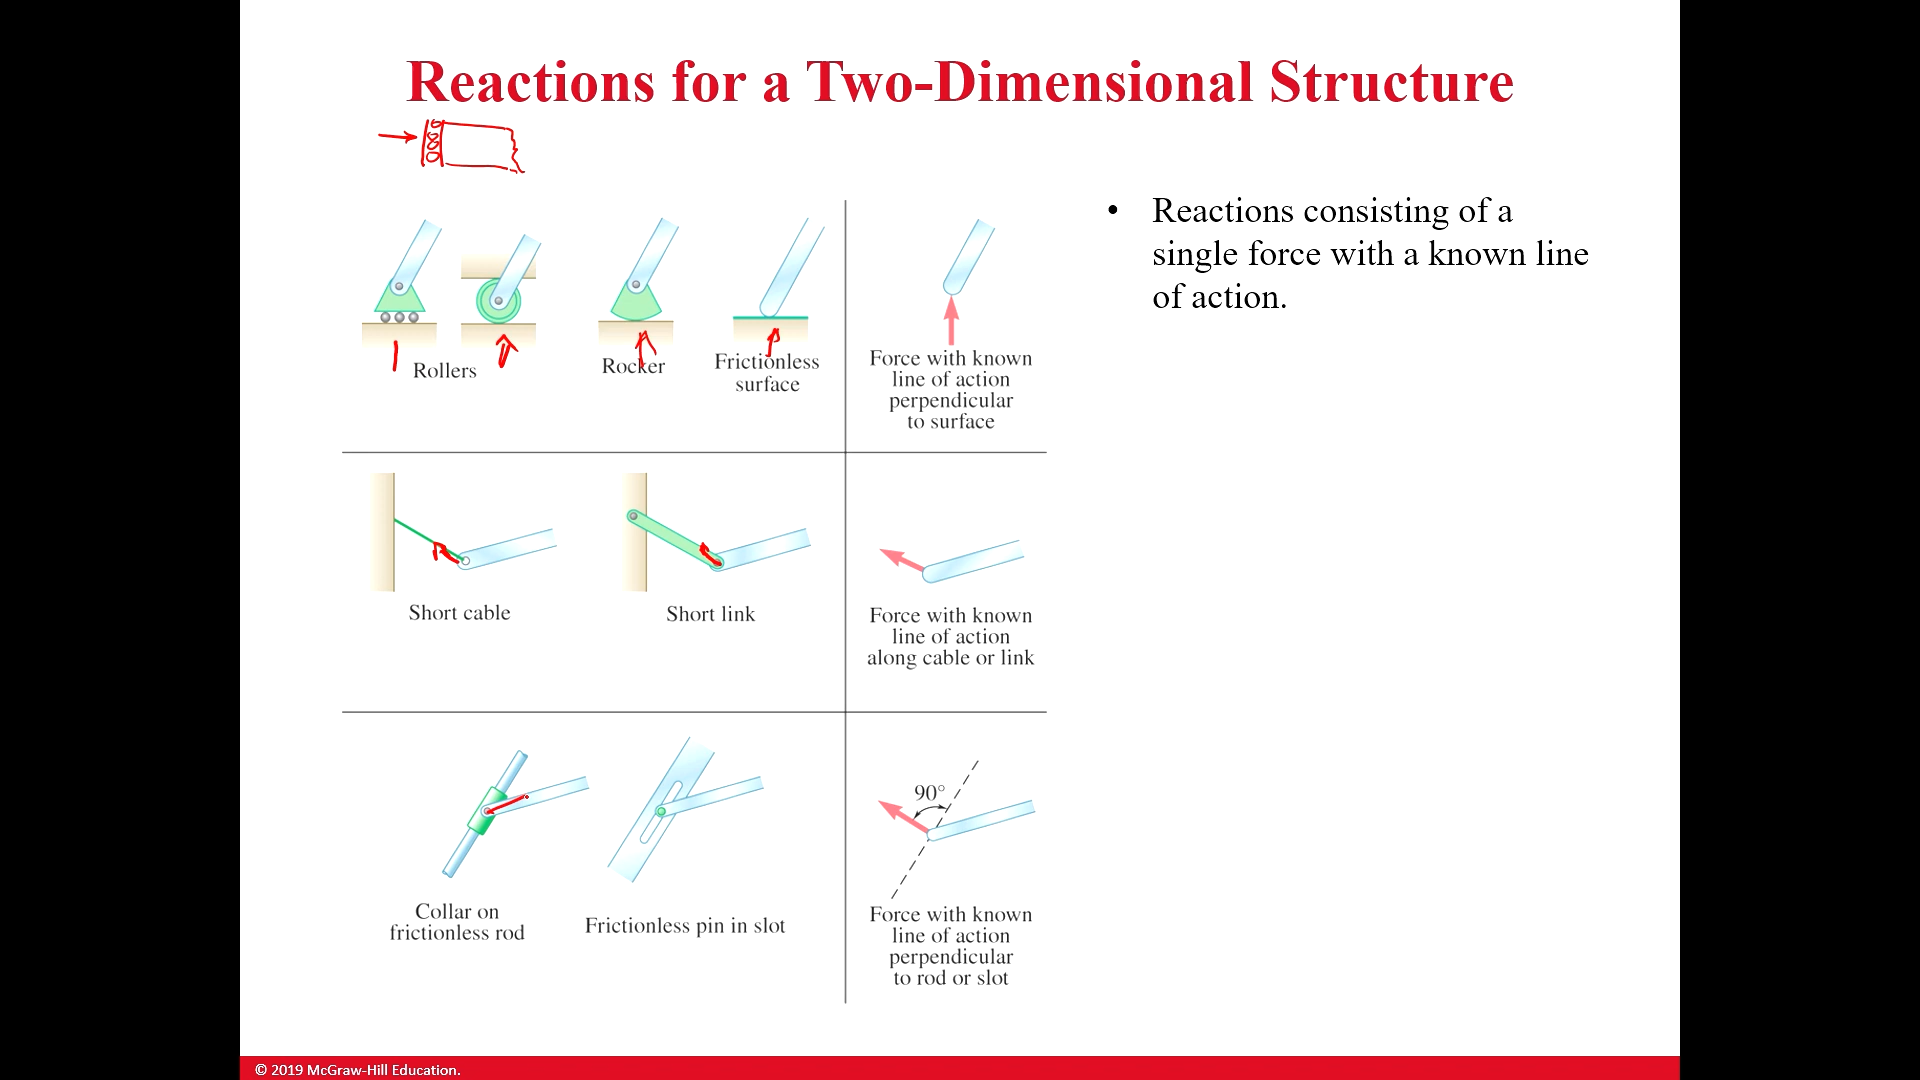 Reactions for a Two-Dimensional Structure
• Reactions consisting of a
single force with a known line
of action.
Rollers
Rocker
Frictionless
surface
Force with known
line of action
perpendicular
to surface
Short cable
Short link
Force with known
line of action
along cable or link
90°
Collar on
frictionless rod
Frictionless pin in slot
Force with known
line of action
perpendicular
to rod or slot
© 2019 McGraw-Hill Education.